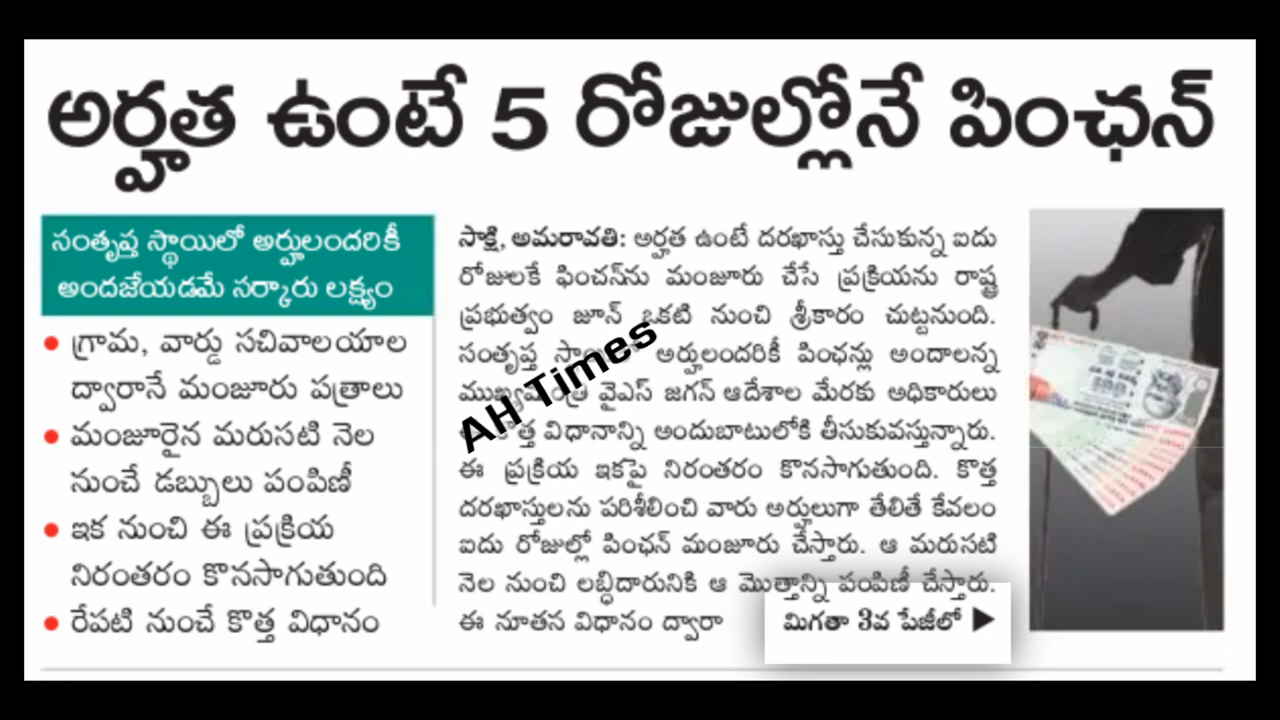 అర్హత ఉంటే 5 రోజుల్లోనే పింఛన్
సంతృప్త స్థాయిలో అర్హులందరికీ
అందజేయడమే సర్కారు లక్ష్యం
• గ్రామ, వార్డు సచివాలయాల
ద్వారానే మంజూరు పత్రాలు
• మంజూరైన మరుసటి నెల
నుంచే డబ్బులు పంపిణీ
• ఇక నుంచి ఈ ప్రక్రియ
నిరంతరం కొనసాగుతుంది
• రేపటి నుంచే కొత్త విధానం
సాక్షి, అమరావతి: అర్హత ఉంటే దరఖాస్తు చేసుకున్న ఐదు
రోజులకే ఫించన్‌ను మంజూరు చేసే ప్రక్రియను రాష్ట్ర
ప్రభుత్వం జూన్ ఒకటి నుంచి శ్రీకారం చుట్టనుంది.
సంతృప్త అర్హులందరికీ పింఛన్లు అందాలన్న
ముఖ్యమంత్రి వైఎస్ జగన్ ఆదేశాల మేరకు అధికారులు
విధానాన్ని అందుబాటులోకి తీసుకువస్తున్నారు.
ఈ ప్రక్రియ ఇకపై నిరంతరం కొనసాగుతుంది. కొత్త
దరఖాస్తులను పరిశీలించి వారు అర్హులుగా తేలితే కేవలం
ఐదు రోజుల్లో పింఛన్ మంజూరు చేస్తారు. ఆ మరుసటి
నెల నుంచి లబ్ధిదారునికి ఆ మొత్తాన్ని పంపిణీ చేస్తారు.
ఈ నూతన విధానం ద్వారా
మిగతా 3వ పేజీలో ▶
AH Times